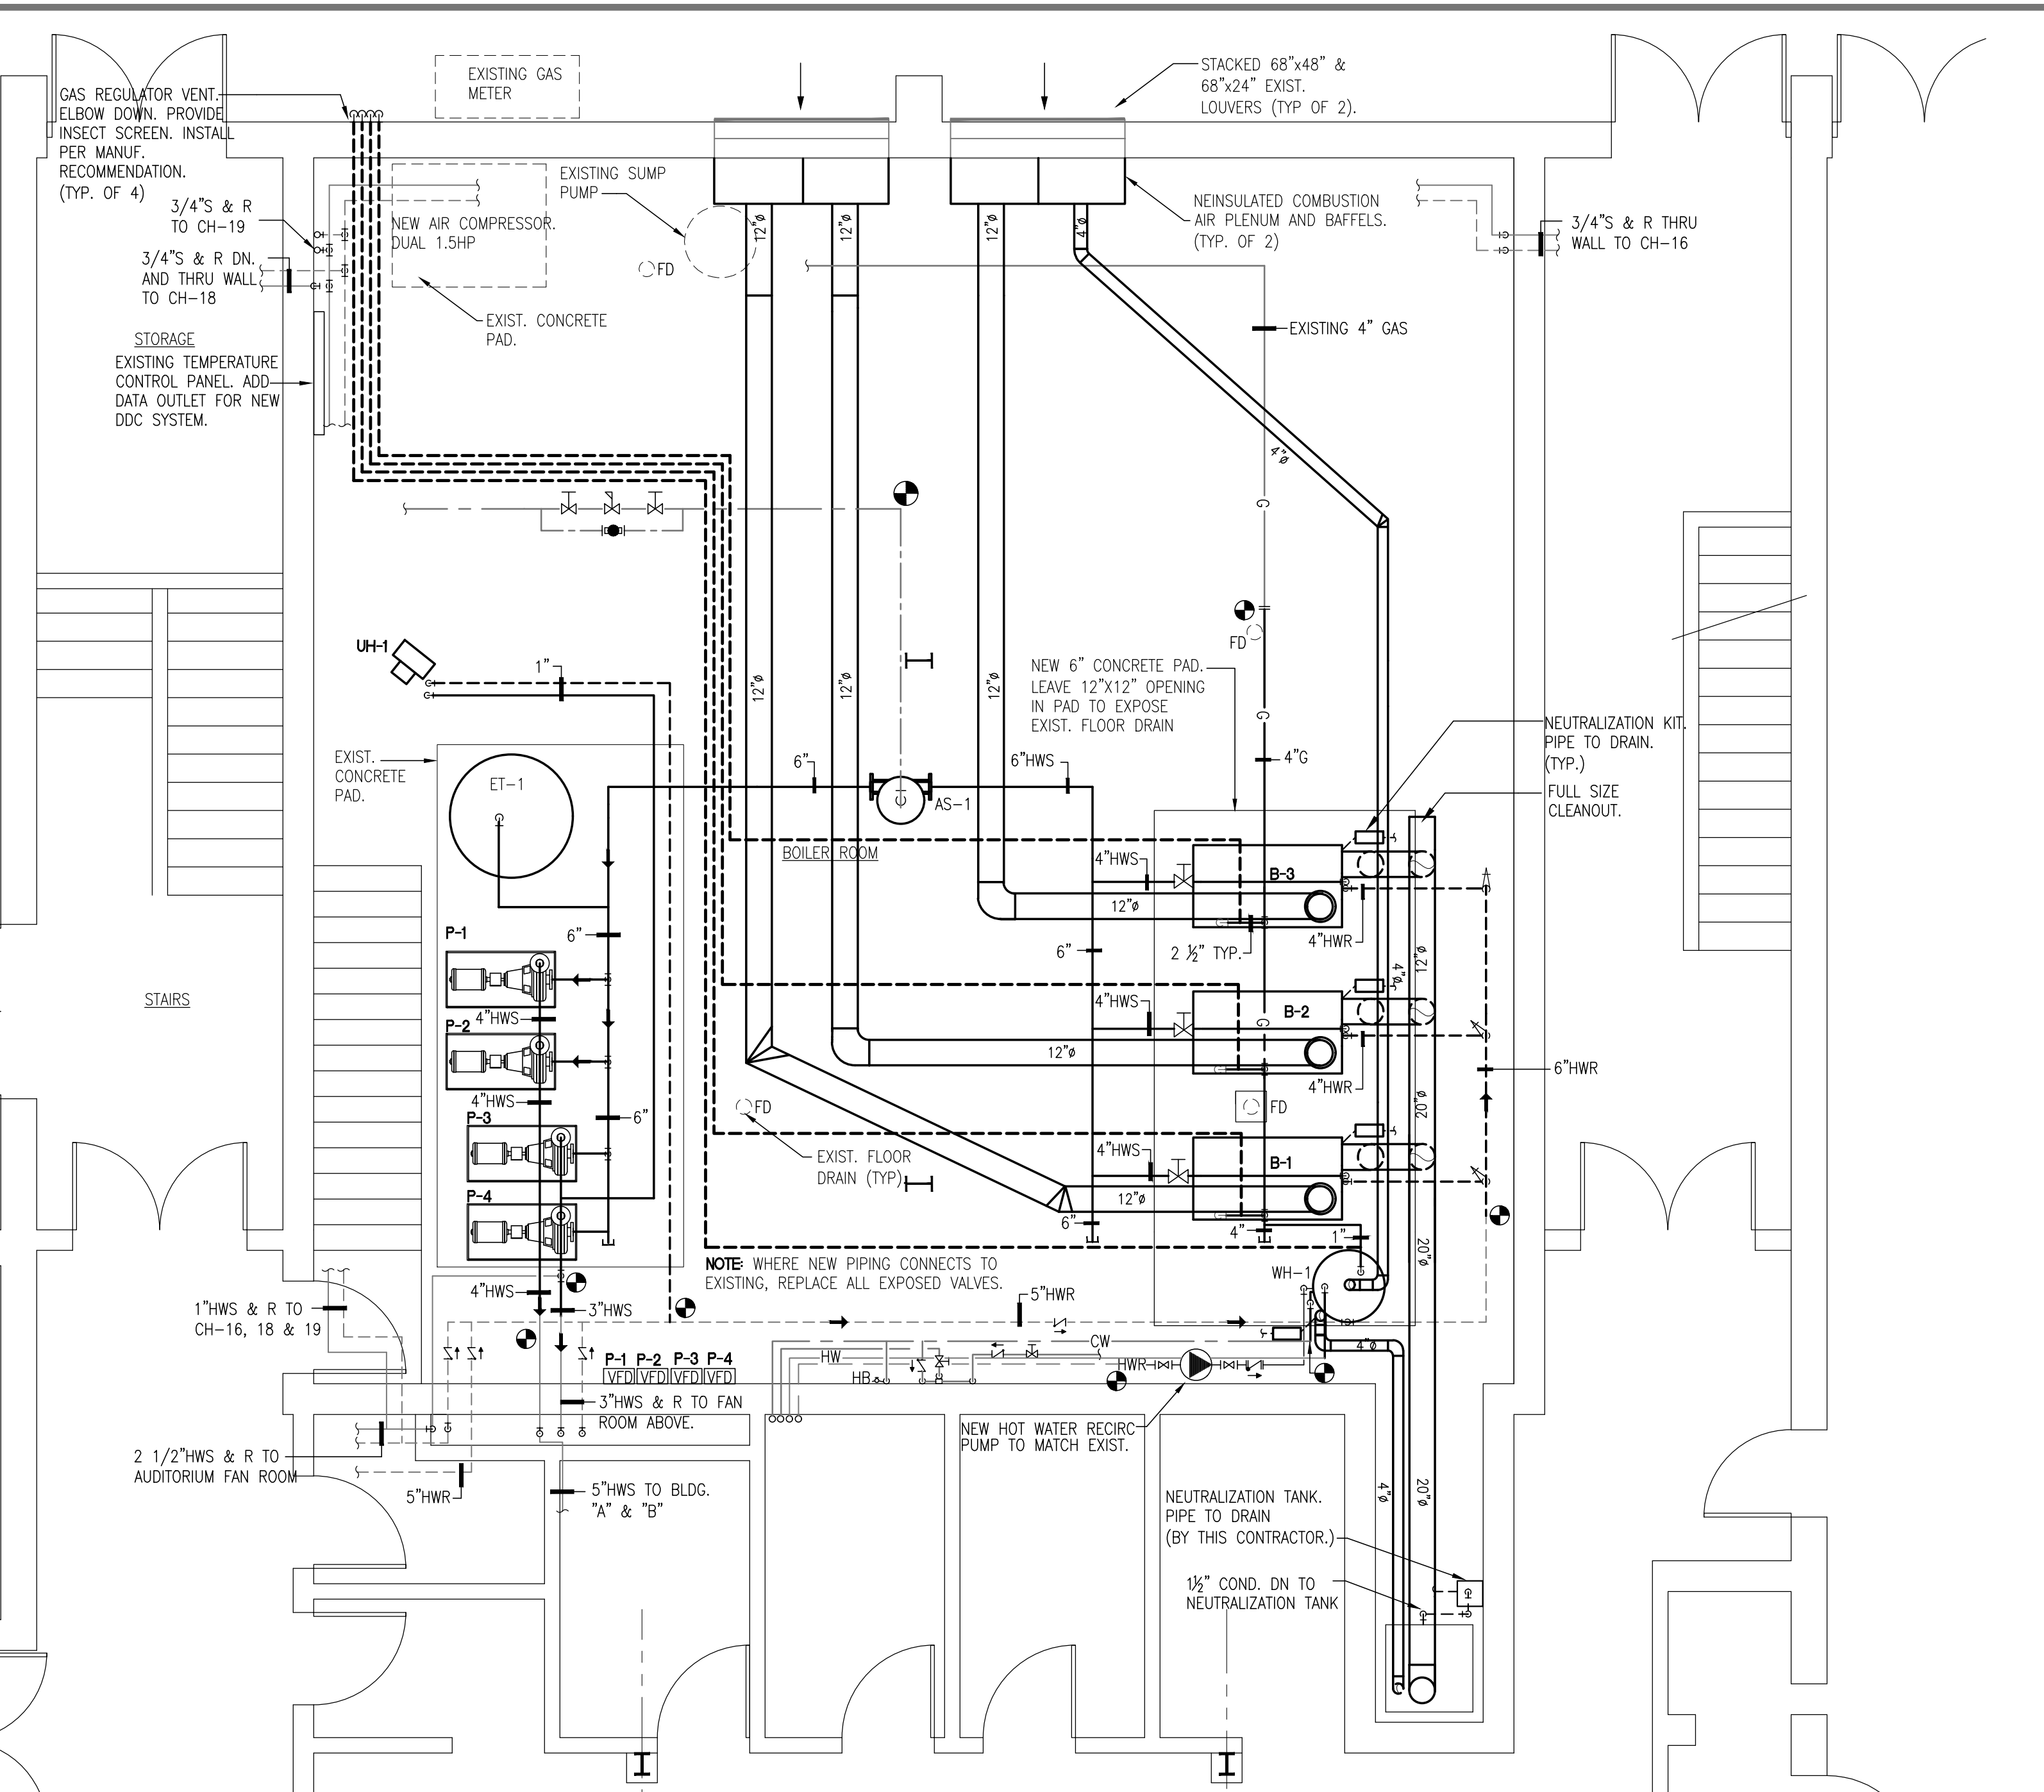 GAS REGULATOR VENT.
ELBOW DOWN. PROVIDE
INSECT SCREEN. INSTALL
PER MANUF.
RECOMMENDATION.
(TYP. OF 4)
EXISTING GAS
METER
STACKED 68"x48" &
68"x24" EXIST.
LOUVERS (TYP OF 2).
3/4"S & R
TO CH-19
3/4"S & R DN.
AND THRU WALL
TO CH-18
NEW AIR COMPRESSOR.
DUAL 1.5HP
EXISTING SUMP
PUMP
FD
EXIST. CONCRETE
PAD.
12"ø
12"ø
12"ø
4"ø
NEINSULATED COMBUSTION
AIR PLENUM AND BAFFELS.
(TYP. OF 2)
3/4"S & R THRU
WALL TO CH-16
STORAGE
EXISTING TEMPERATURE
CONTROL PANEL. ADD
DATA OUTLET FOR NEW
DDC SYSTEM.
EXISTING 4" GAS
4"ø
G
UH-1
1"
12"ø
12"ø
12"ø
FD
G
NEW 6" CONCRETE PAD.
LEAVE 12"X12" OPENING
IN PAD TO EXPOSE
EXIST. FLOOR DRAIN
NEUTRALIZATION KIT.
PIPE TO DRAIN.
(TYP.)
FULL SIZE
CLEANOUT.
EXIST.
CONCRETE
PAD.
ET-1
6"
6"HWS
4"G
AS-1
BOILER ROOM
4"HWS
B-3
12"ø
4"HWR
2 ½" TYP.
6"
P-1
6"
4"HWS
P-2
4"HWS
P-3
6"
P-4
4"HWS
STAIRS
4"HWS
B-2
G
12"ø
4"HWR
4"ø
12"ø
6"HWR
20"ø
FD
FD
EXIST. FLOOR
DRAIN (TYP)
4"HWS
B-1
12"ø
6"
4"
1"
20"ø
WH-1
NOTE: WHERE NEW PIPING CONNECTS TO
EXISTING, REPLACE ALL EXPOSED VALVES.
3"HWS
5"HWR
1"HWS & R TO
CH-16, 18 & 19
P-1 P-2 P-3 P-4
VFD VFD VFD VFD
HW
CW
HB
HWR
4"ø
3"HWS & R TO FAN
ROOM ABOVE.
NEW HOT WATER RECIRC
PUMP TO MATCH EXIST.
2 1/2"HWS & R TO
AUDITORIUM FAN ROOM
5"HWR
5"HWS TO BLDG.
"A" & "B"
4"ø
20"ø
NEUTRALIZATION TANK.
PIPE TO DRAIN
(BY THIS CONTRACTOR.)
1½" COND. DN TO
NEUTRALIZATION TANK